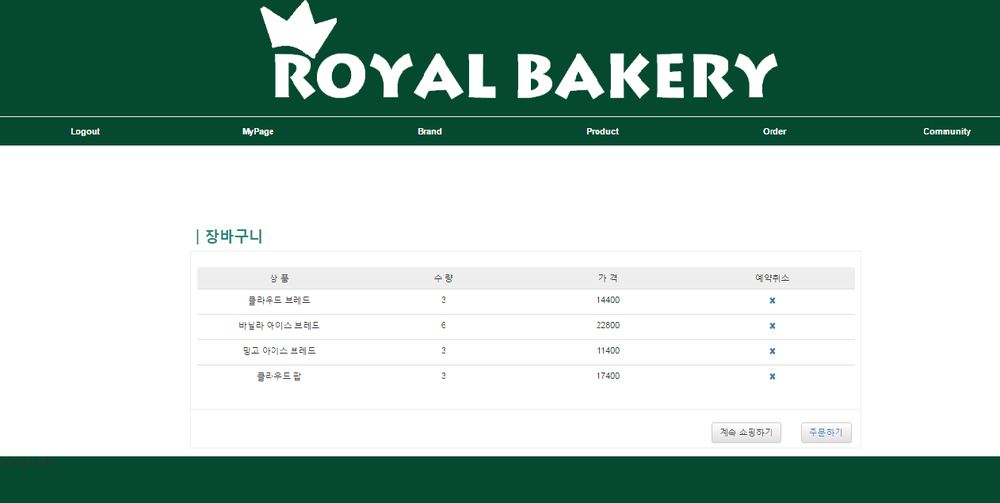 ROYAL BAKERY
Logout MyPage Brand Product Order Community
| 장바구니
상 품 수 량 가 격 예약취소
클라우드 브레드 3 14400 ✖
바닐라 아이스 브레드 6 22800 ✖
망고 아이스 브레드 3 11400 ✖
클라우드 팝 3 17400 ✖
계속 쇼핑하기 주문하기